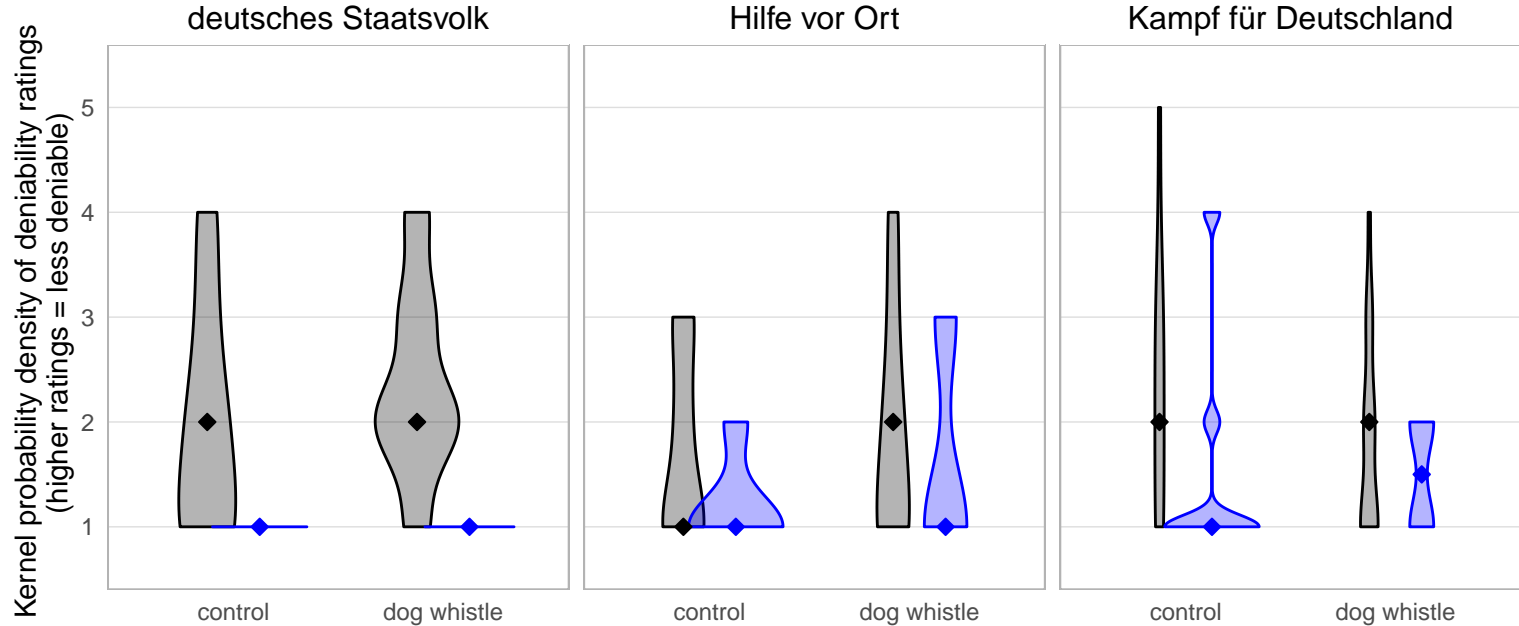 deutsches Staatsvolk
Hilfe vor Ort
Kampf für Deutschland
Kernel probability density of deniability ratings
(higher ratings = less deniable)
5
4
3
2
1
control
dog whistle
control
dog whistle
control
dog whistle